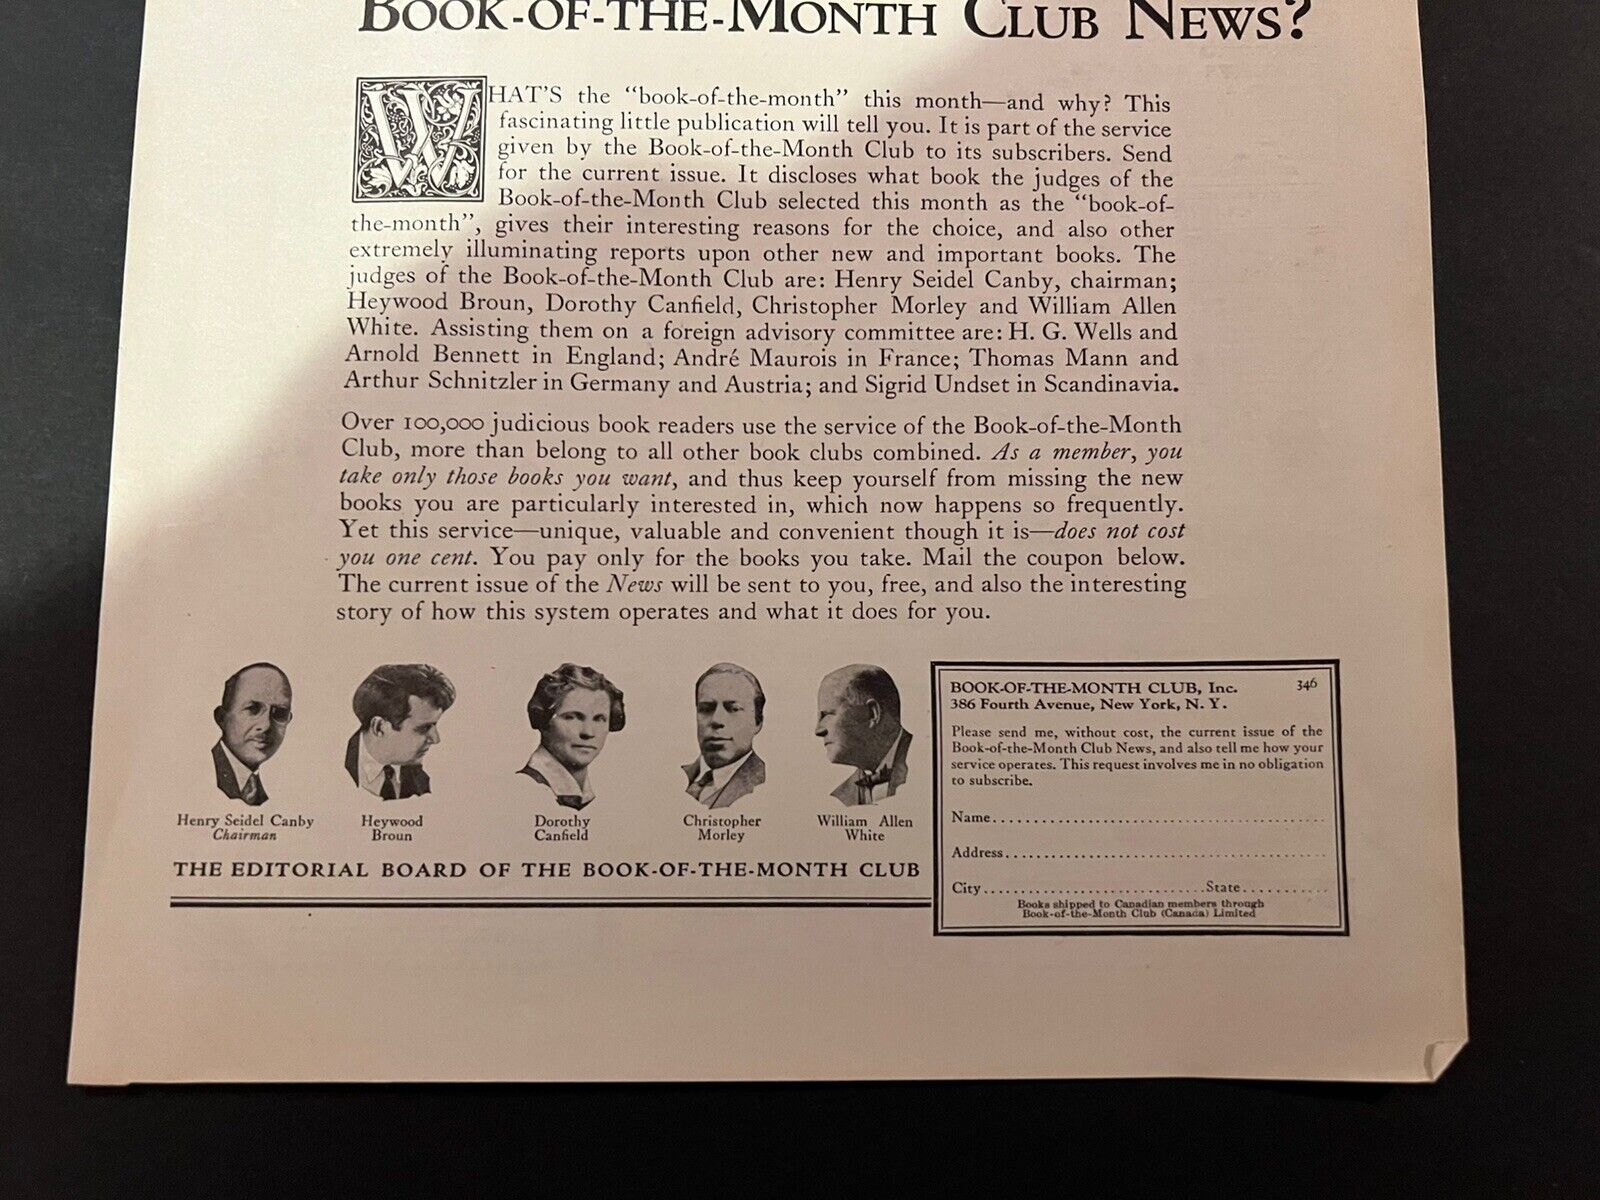 BOOK-OF-THE-MONTH CLUB NEWS?
WHAT'S the "book-of-the-month" this month—and why? This
fascinating little publication will tell you. It is part of the service
given by the Book-of-the-Month Club to its subscribers. Send
for the current issue. It discloses what book the judges of the
Book-of-the-Month Club selected this month as the "book-of-
the-month", gives their interesting reasons for the choice, and also other
extremely illuminating reports upon other new and important books. The
judges of the Book-of-the-Month Club are: Henry Seidel Canby, chairman;
Heywood Broun, Dorothy Canfield, Christopher Morley and William Allen
White. Assisting them on a foreign advisory committee are: H. G. Wells and
Arnold Bennett in England; André Maurois in France; Thomas Mann and
Arthur Schnitzler in Germany and Austria; and Sigrid Undset in Scandinavia.
Over 100,000 judicious book readers use the service of the Book-of-the-Month
Club, more than belong to all other book clubs combined. As a member, you
take only those books you want, and thus keep yourself from missing the new
books you are particularly interested in, which now happens so frequently.
Yet this service—unique, valuable and convenient though it is—does not cost
you one cent. You pay only for the books you take. Mail the coupon below.
The current issue of the News will be sent to you, free, and also the interesting
story of how this system operates and what it does for you.
Henry Seidel Canby
Chairman
Heywood
Broun
Dorothy
Canfield
Christopher
Morley
William Allen
White
THE EDITORIAL BOARD OF THE BOOK-OF-THE-MONTH CLUB
BOOK-OF-THE-MONTH CLUB, Inc. 346
386 Fourth Avenue, New York, N. Y.
Please send me, without cost, the current issue of the
Book-of-the-Month Club News, and also tell me how your
service operates. This request involves me in no obligation
to subscribe.
Name........................................
Address.....................................
City.............................State...........
Books shipped to Canadian members through
Book-of-the-Month Club (Canada) Limited